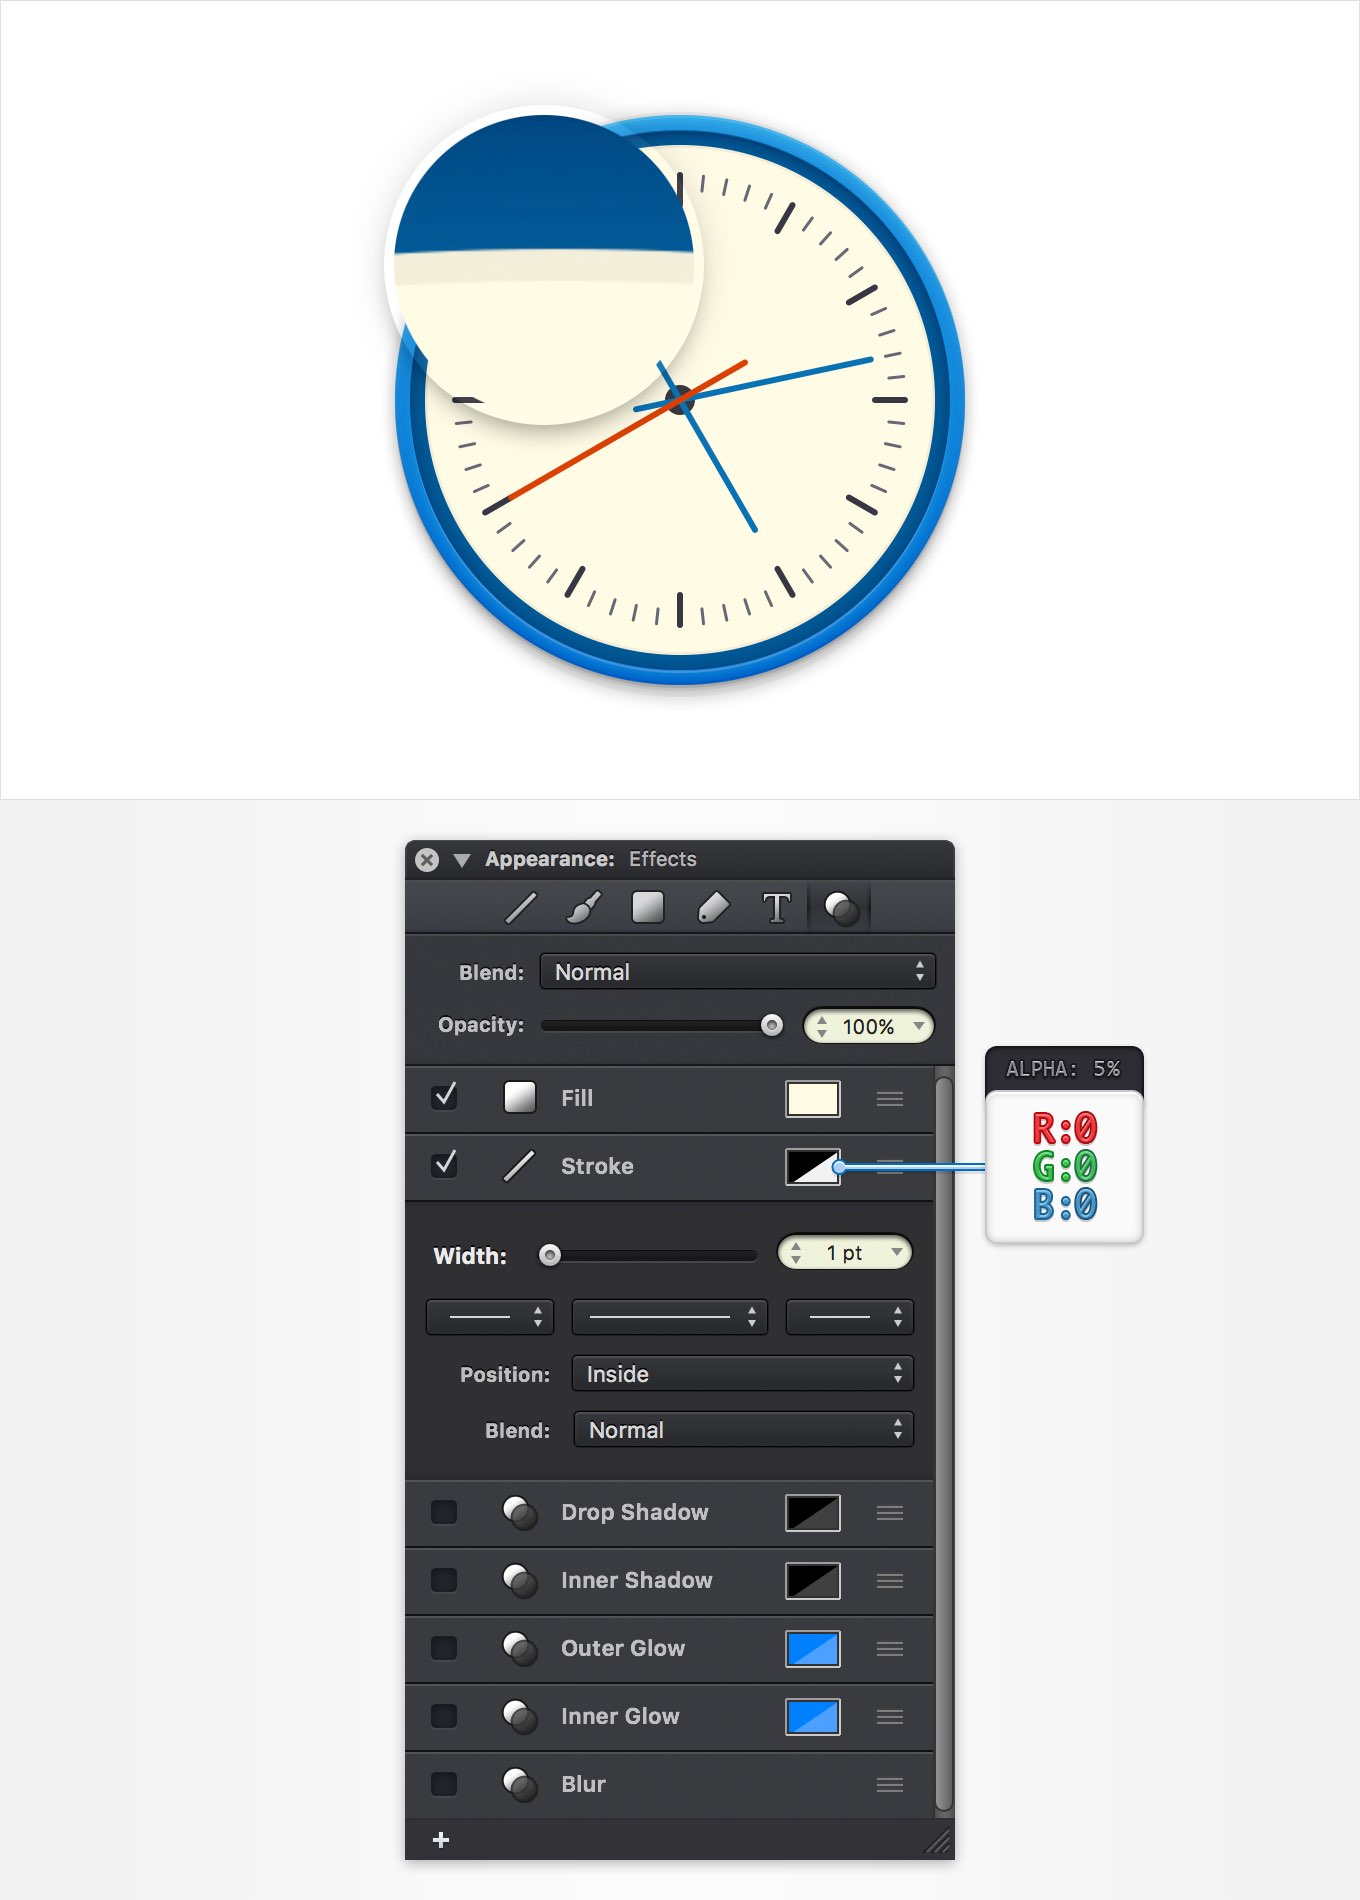 Appearance: Effects
T
Blend: Normal
Opacity: 100%
Fill
Stroke
ALPHA: 5%
R:0
G:0
B:0
Width: 1 pt
Position: Inside
Blend: Normal
Drop Shadow
Inner Shadow
Outer Glow
Inner Glow
Blur